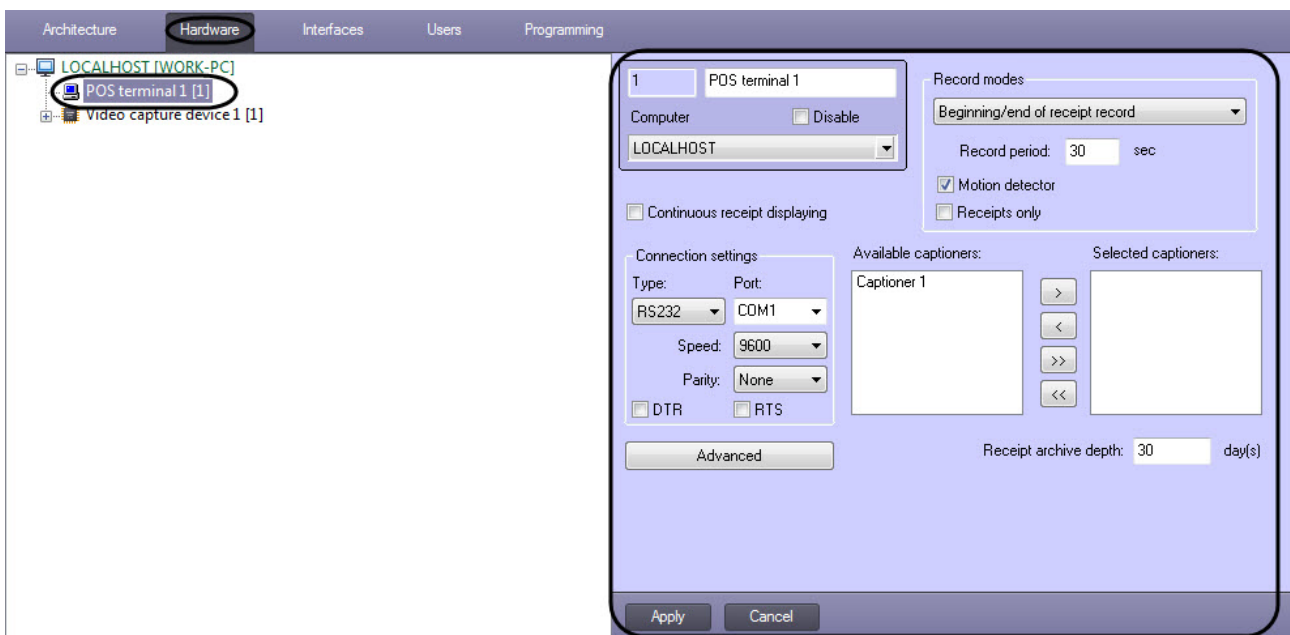 Architecture Hardware Interfaces Users Programming
LOCALHOST [WORK-PC]
POS terminal 1 [1]
Video capture device 1 [1]
1 POS terminal 1
Computer Disable
LOCALHOST
Record modes
Beginning/end of receipt record
Record period: 30 sec
Motion detector
Receipts only
Continuous receipt displaying
Connection settings
Type: Port:
RS232 COM1
Speed: 9600
Parity: None
DTR RTS
Available captioners: Selected captioners:
Captioner 1
>
<
>>
<<
Advanced
Receipt archive depth: 30 day(s)
Apply Cancel